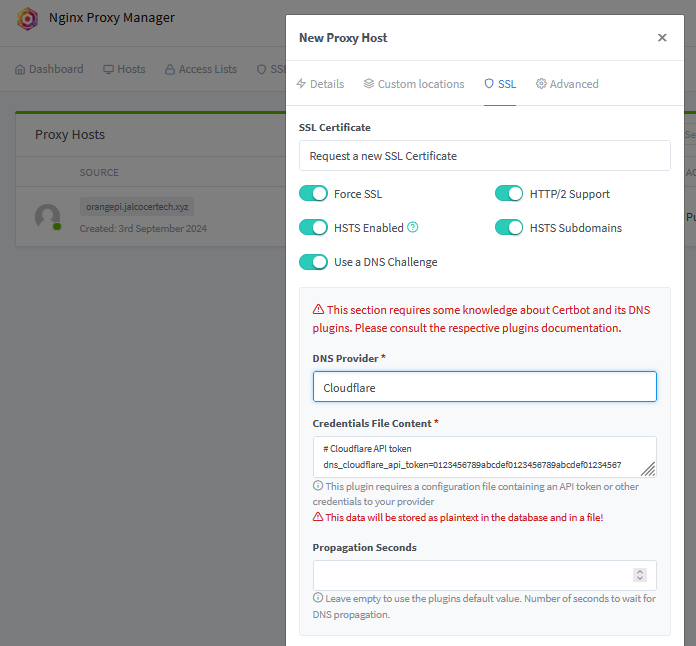 Nginx Proxy Manager
Dashboard
Hosts
Access Lists
SSL
Proxy Hosts
Se
SOURCE
AC
orangepi.jalcocertech.xyz
Created: 3rd September 2024
Pu
New Proxy Host
×
Details
Custom locations
SSL
Advanced
SSL Certificate
Request a new SSL Certificate
Force SSL
HTTP/2 Support
HSTS Enabled
HSTS Subdomains
Use a DNS Challenge
This section requires some knowledge about Certbot and its DNS
plugins. Please consult the respective plugins documentation.
DNS Provider *
Cloudflare
Credentials File Content *
# Cloudflare API token
dns_cloudflare_api_token=0123456789abcdef0123456789abcdef01234567
This plugin requires a configuration file containing an API token or other
credentials to your provider
This data will be stored as plaintext in the database and in a file!
Propagation Seconds
Leave empty to use the plugins default value. Number of seconds to wait for
DNS propagation.